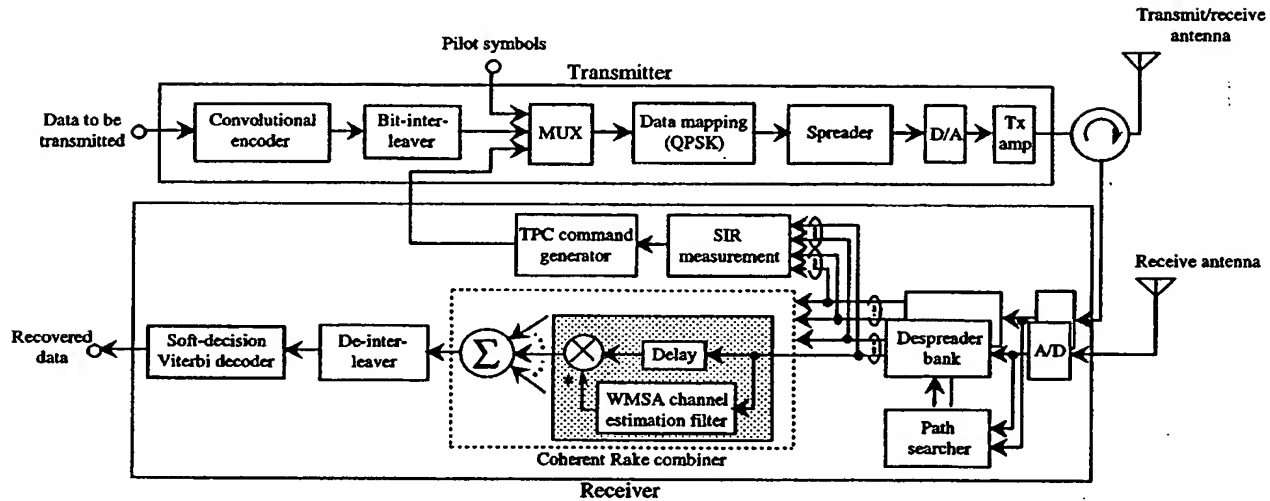 Transmit/receive
antenna
Pilot symbols
Transmitter
Data to be
transmitted
Convolutional
encoder
Bit-inter-
leaver
MUX
Data mapping
(QPSK)
Spreader
D/A
Tx
amp
TPC command
generator
SIR
measurement
Receive antenna
Recovered
data
Soft-decision
Viterbi decoder
De-inter-
leaver
Σ
*
Delay
WMSA channel
estimation filter
Coherent Rake combiner
Despreader
bank
A/D
Path
searcher
Receiver